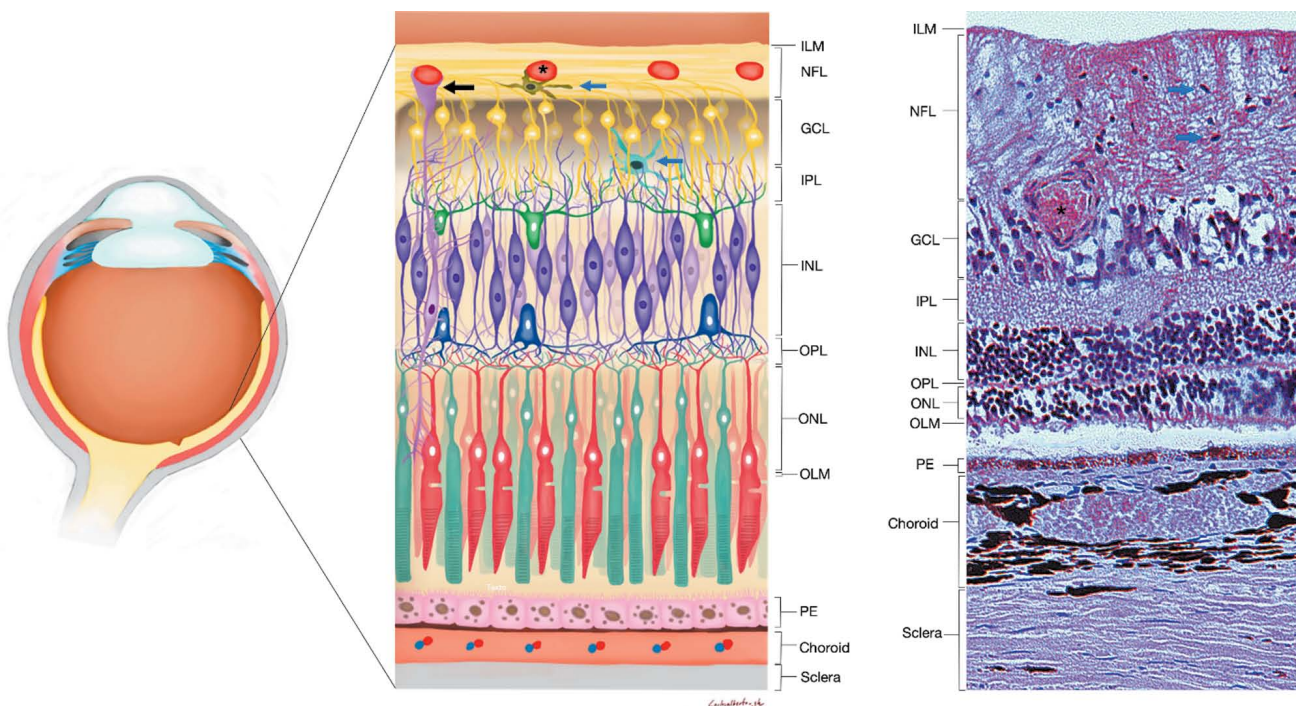 ILM
NFL
*
GCL
IPL
INL
OPL
ONL
OLM
PE
Choroid
Sclera
ILM
NFL
*
GCL
IPL
INL
OPL
ONL
OLM
PE
Choroid
Sclera